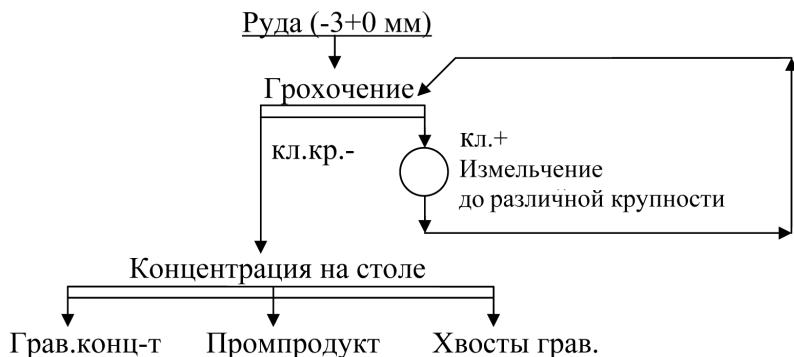 Руда (-3+0 мм)
Грохочение
кл.кр.-
кл.+
Измельчение
до различной крупности
Концентрация на столе
Грав.конц-т
Промпродукт
Хвосты грав.